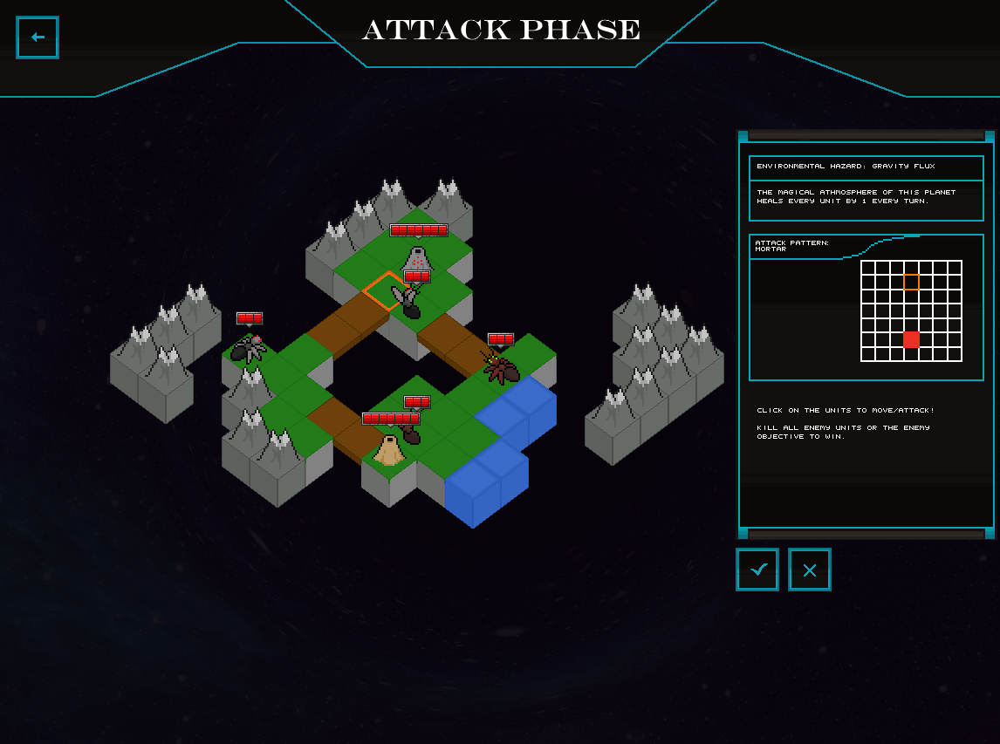 ATTACK PHASE
ENVIRONMENTAL HAZARD: GRAVITY FLUX
THE MAGICAL ATHMOSPHERE OF THIS PLANET
HEALS EVERY UNIT BY 1 EVERY TURN.
ATTACK PATTERN:
MORTAR
CLICK ON THE UNITS TO MOVE/ATTACK!
KILL ALL ENEMY UNITS OR THE ENEMY
OBJECTIVE TO WIN.